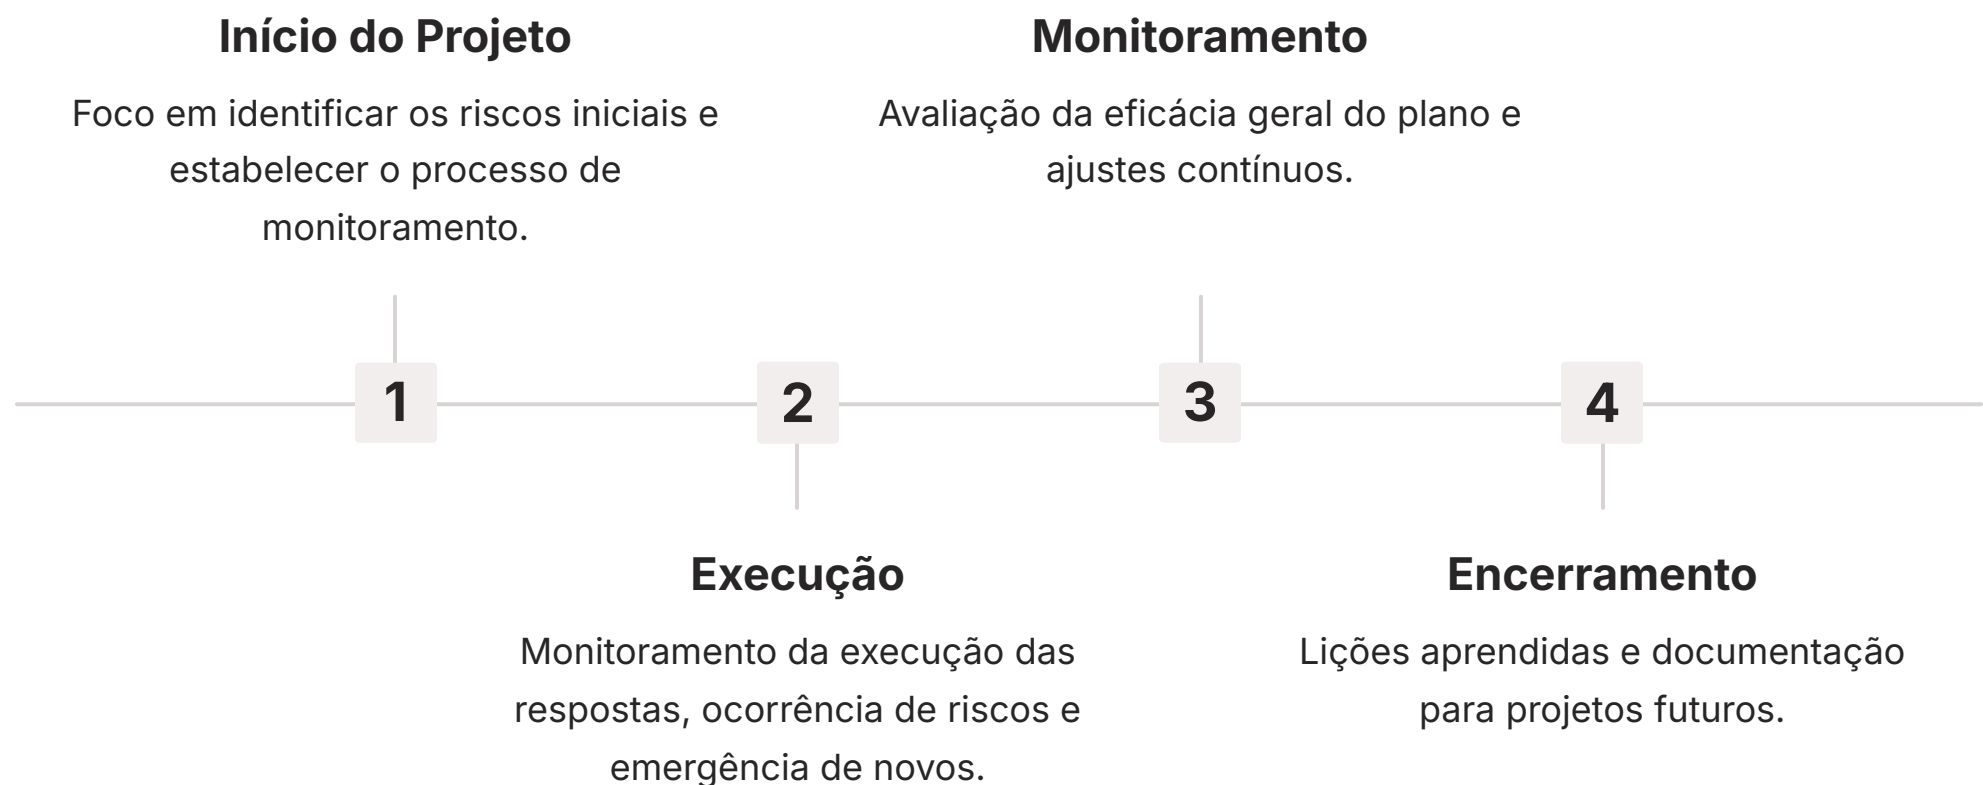 Início do Projeto
Foco em identificar os riscos iniciais e
estabelecer o processo de
monitoramento.
1
2
Execução
Monitoramento da execução das
respostas, ocorrência de riscos e
emergência de novos.
Monitoramento
Avaliação da eficácia geral do plano e
ajustes contínuos.
3
4
Encerramento
Lições aprendidas e documentação
para projetos futuros.